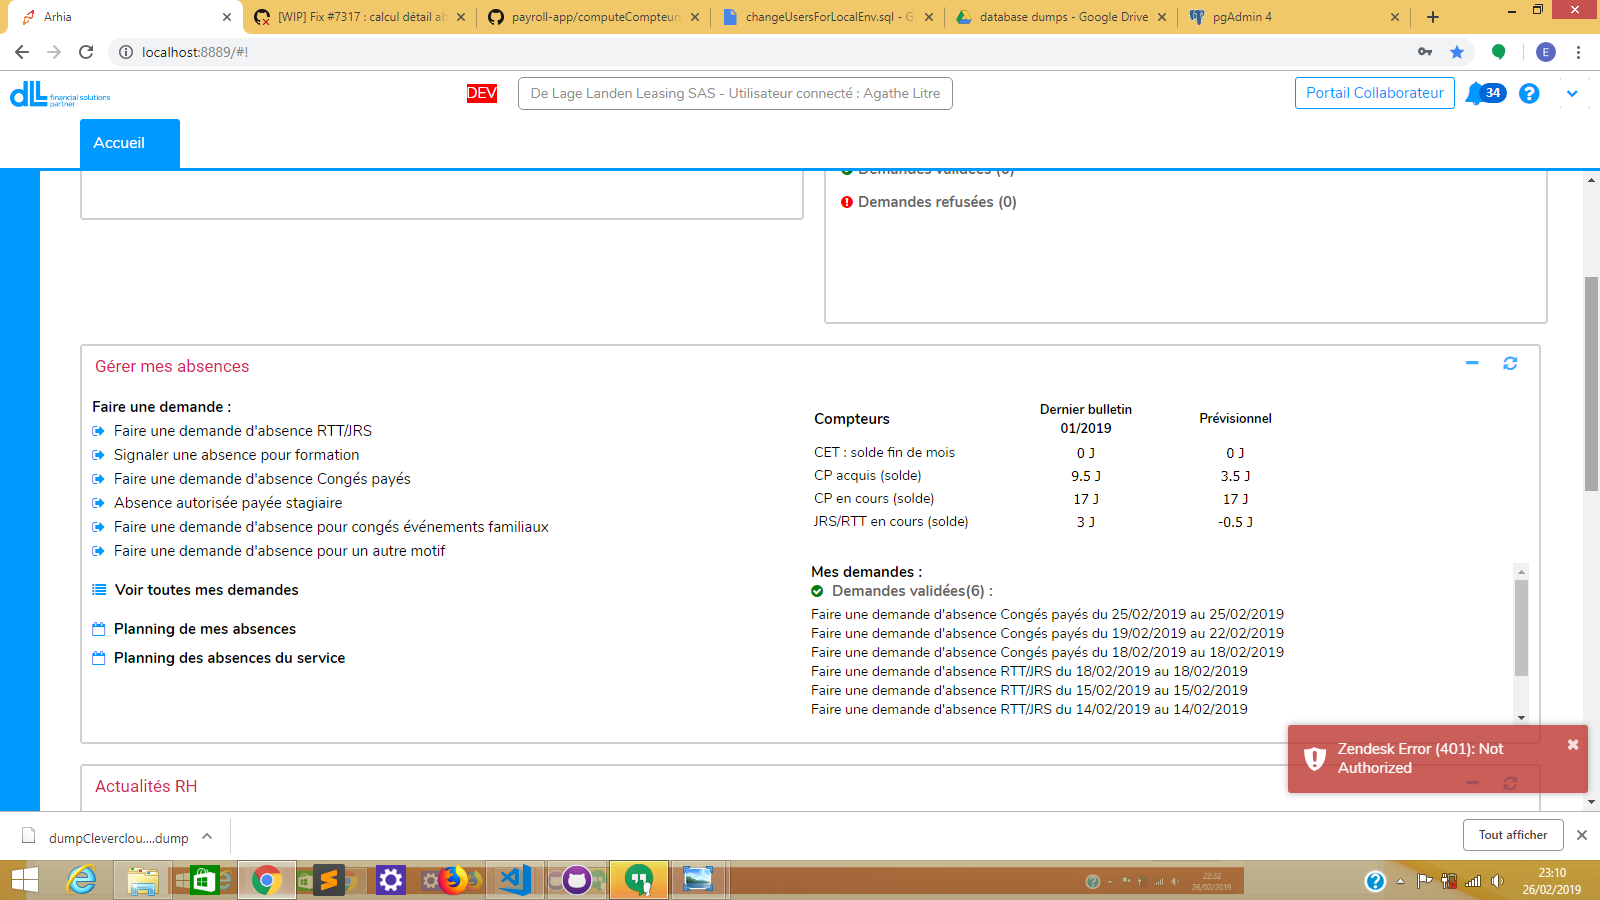 Arhia
[WIP] Fix #7317 : calcul détail ab
payroll-app/computeCompteurs
changeUsersForLocalEnv.sql - G
database dumps - Google Drive
pgAdmin 4
localhost:8889/#!
E
dLL financial solutions partner
DEV
De Lage Landen Leasing SAS - Utilisateur connecté : Agathe Litre
Portail Collaborateur
34
Accueil
Demandes validées (0)
Demandes refusées (0)
Gérer mes absences
Faire une demande :
Faire une demande d'absence RTT/JRS
Signaler une absence pour formation
Faire une demande d'absence Congés payés
Absence autorisée payée stagiaire
Faire une demande d'absence pour congés événements familiaux
Faire une demande d'absence pour un autre motif
Voir toutes mes demandes
Planning de mes absences
Planning des absences du service
Compteurs Dernier bulletin 01/2019 Prévisionnel
CET : solde fin de mois 0 J 0 J
CP acquis (solde) 9.5 J 3.5 J
CP en cours (solde) 17 J 17 J
JRS/RTT en cours (solde) 3 J -0.5 J
Mes demandes :
Demandes validées(6) :
Faire une demande d'absence Congés payés du 25/02/2019 au 25/02/2019
Faire une demande d'absence Congés payés du 19/02/2019 au 22/02/2019
Faire une demande d'absence Congés payés du 18/02/2019 au 18/02/2019
Faire une demande d'absence RTT/JRS du 18/02/2019 au 18/02/2019
Faire une demande d'absence RTT/JRS du 15/02/2019 au 15/02/2019
Faire une demande d'absence RTT/JRS du 14/02/2019 au 14/02/2019
Zendesk Error (401): Not
Authorized
Actualités RH
dumpCleverclou....dump
Tout afficher
22:32
26/02/2019
23:10
26/02/2019